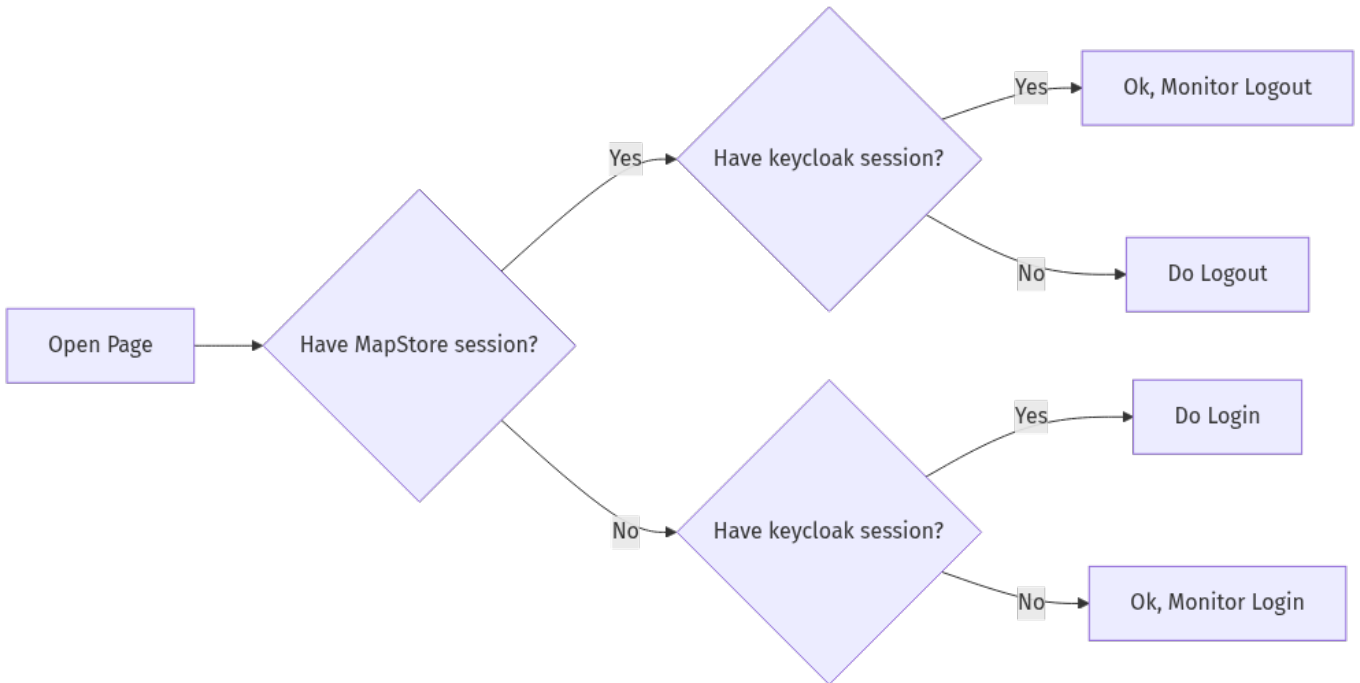 Open Page
Have MapStore session?
Yes
Have keycloak session?
Yes
Ok, Monitor Logout
No
Do Logout
No
Have keycloak session?
Yes
Do Login
No
Ok, Monitor Login